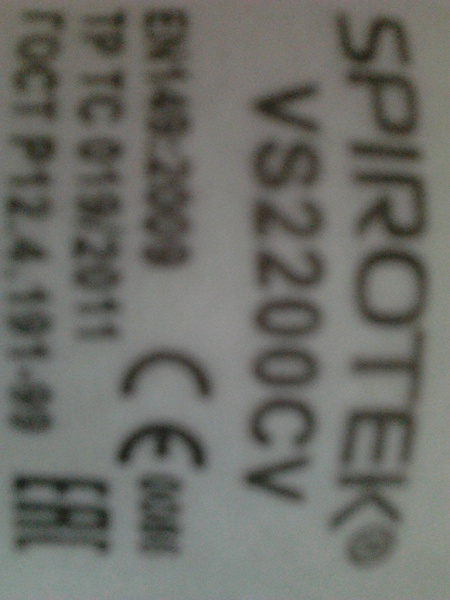 SPIROTEK®
VS2200CV
EN149:2009 CE
ТР ТС 019/2011
ГОСТ Р12.4.191-99 EAC